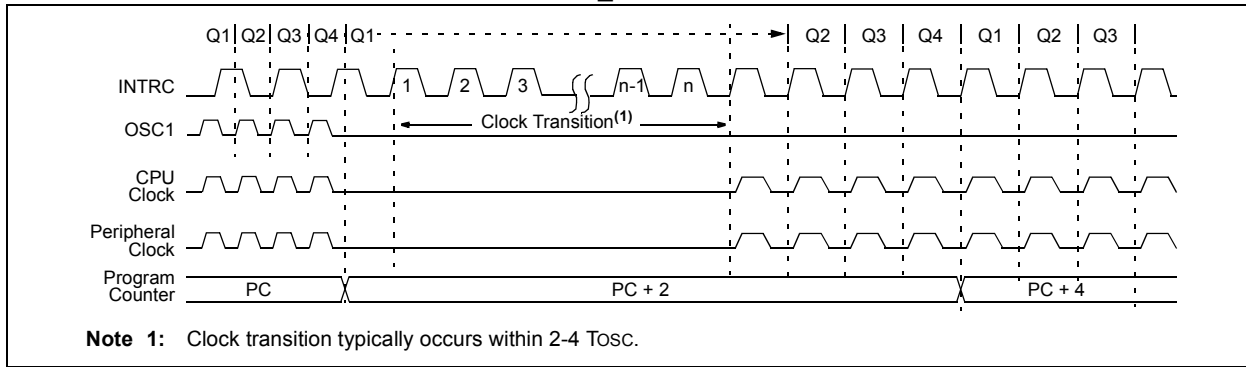 Q1 Q2 Q3 Q4 Q1 Q2 Q3 Q4 Q1 Q2 Q3
INTRC 1 2 3 n-1 n
OSC1 Clock Transition(1)
CPU
Clock
Peripheral
Clock
Program
Counter PC PC + 2 PC + 4
Note 1: Clock transition typically occurs within 2-4 TOSC.